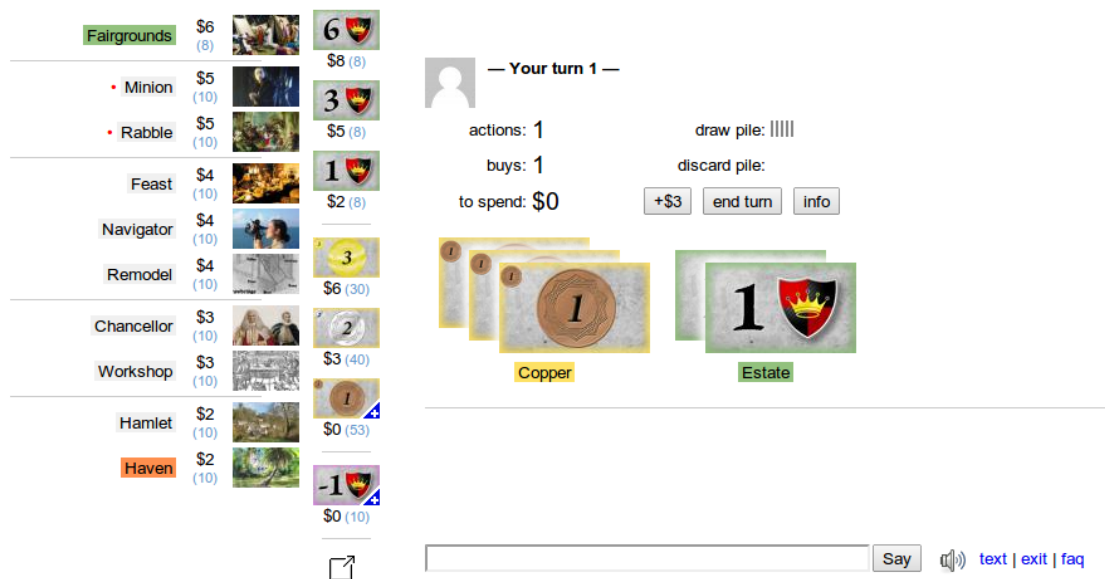 Fairgrounds $6 (8)
Minion $5 (10)
Rabble $5 (10)
Feast $4 (10)
Navigator $4 (10)
Remodel $4 (10)
Chancellor $3 (10)
Workshop $3 (10)
Hamlet $2 (10)
Haven $2 (10)
6
$8 (8)
3
$5 (8)
1
$2 (8)
3
$6 (30)
2
$3 (40)
1
$0 (53)
-1
$0 (10)
— Your turn 1 —
actions: 1 draw pile:
buys: 1 discard pile:
to spend: $0 +$3 end turn info
1 1 1 1
Copper Estate
Say text | exit | faq